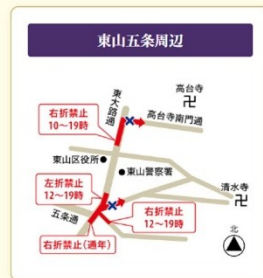 東山五条周辺
東大路通
高台寺
卍
高台寺南門通
右折禁止
10〜19時
東山区役所
東山警察署
左折禁止
12〜19時
清水寺
卍
五条通
右折禁止
12〜19時
右折禁止(通年)
北